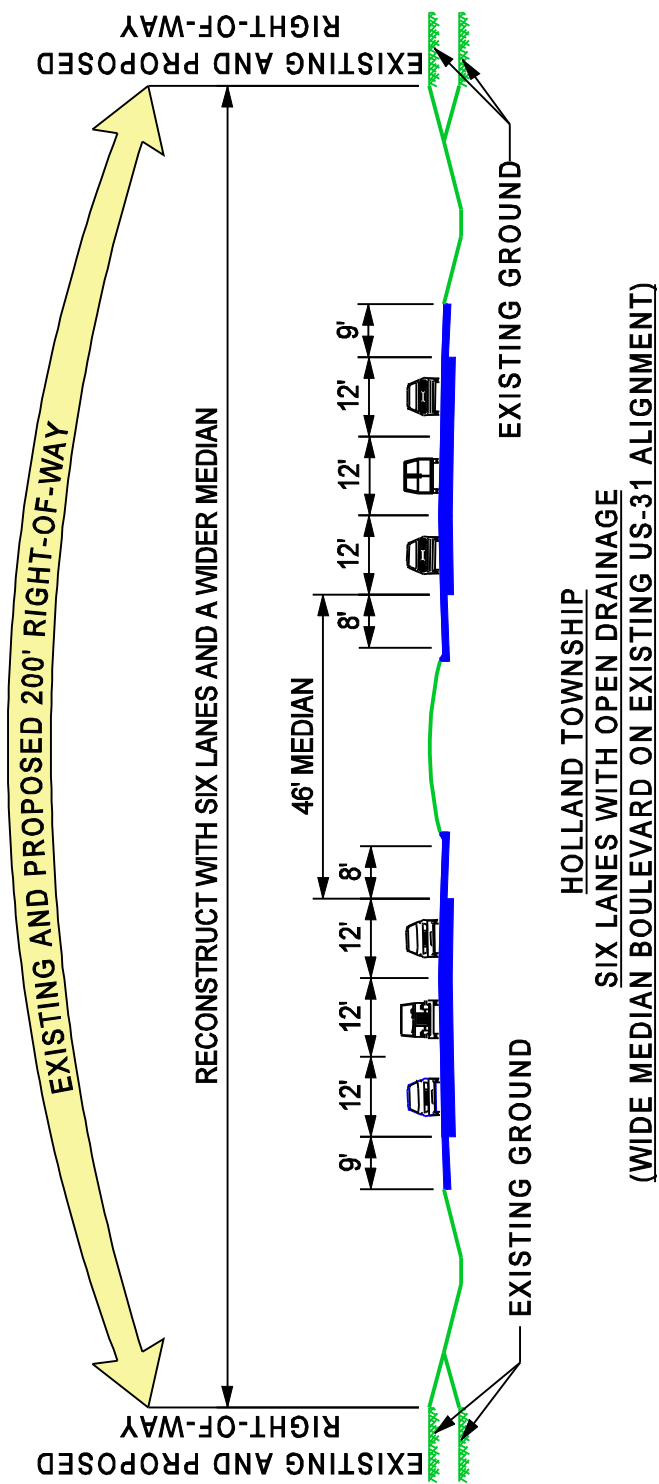 EXISTING AND PROPOSED 200' RIGHT-OF-WAY
EXISTING AND PROPOSED
RIGHT-OF-WAY
EXISTING AND PROPOSED
RIGHT-OF-WAY
RECONSTRUCT WITH SIX LANES AND A WIDER MEDIAN
46' MEDIAN
9'
12'
12'
12'
8'
8'
12'
12'
12'
9'
EXISTING GROUND
EXISTING GROUND
HOLLAND TOWNSHIP
SIX LANES WITH OPEN DRAINAGE
(WIDE MEDIAN BOULEVARD ON EXISTING US-31 ALIGNMENT)